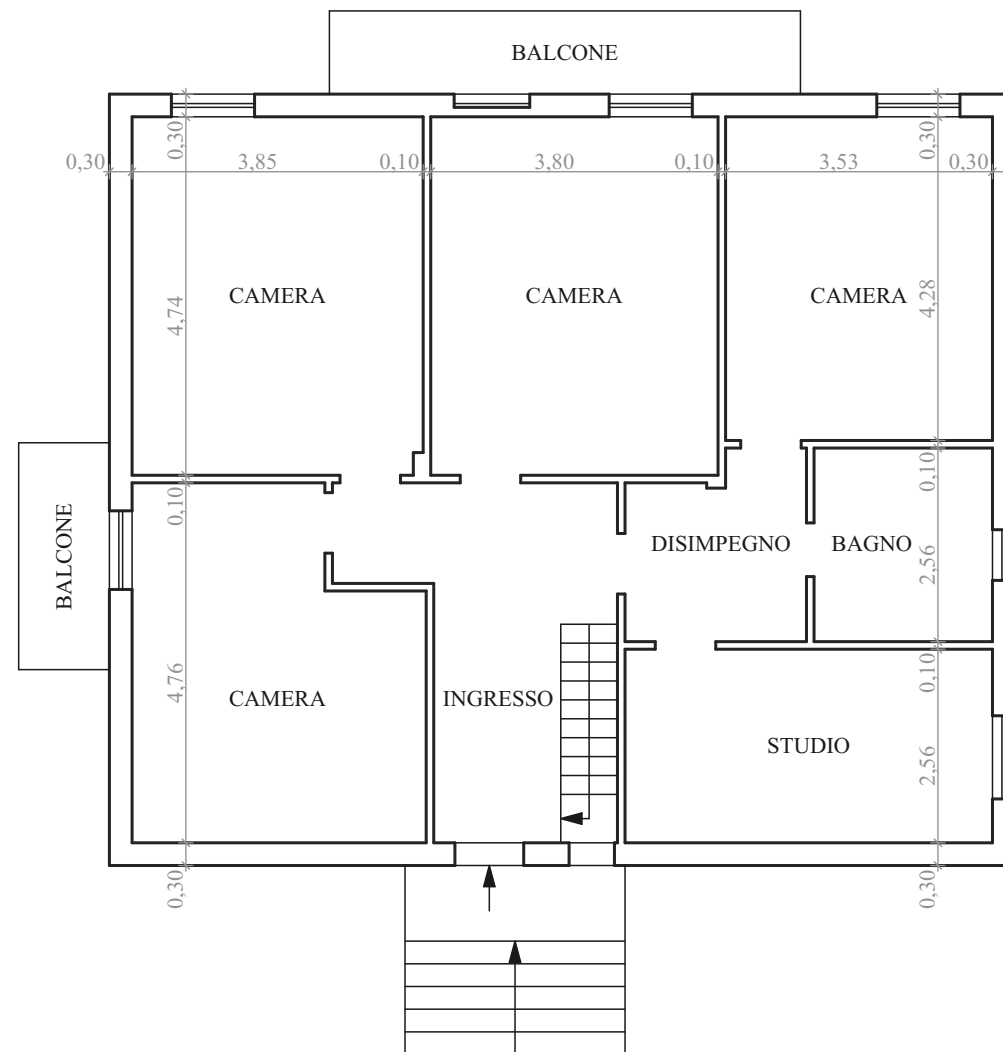 BALCONE
0,30
0,30
0,30
3,85
0,10
3,80
0,10
3,53
0,30
CAMERA
CAMERA
CAMERA
4,74
4,28
0,10
0,10
BALCONE
DISIMPEGNO
BAGNO
2,56
4,76
0,10
CAMERA
INGRESSO
STUDIO
2,56
0,30
0,30